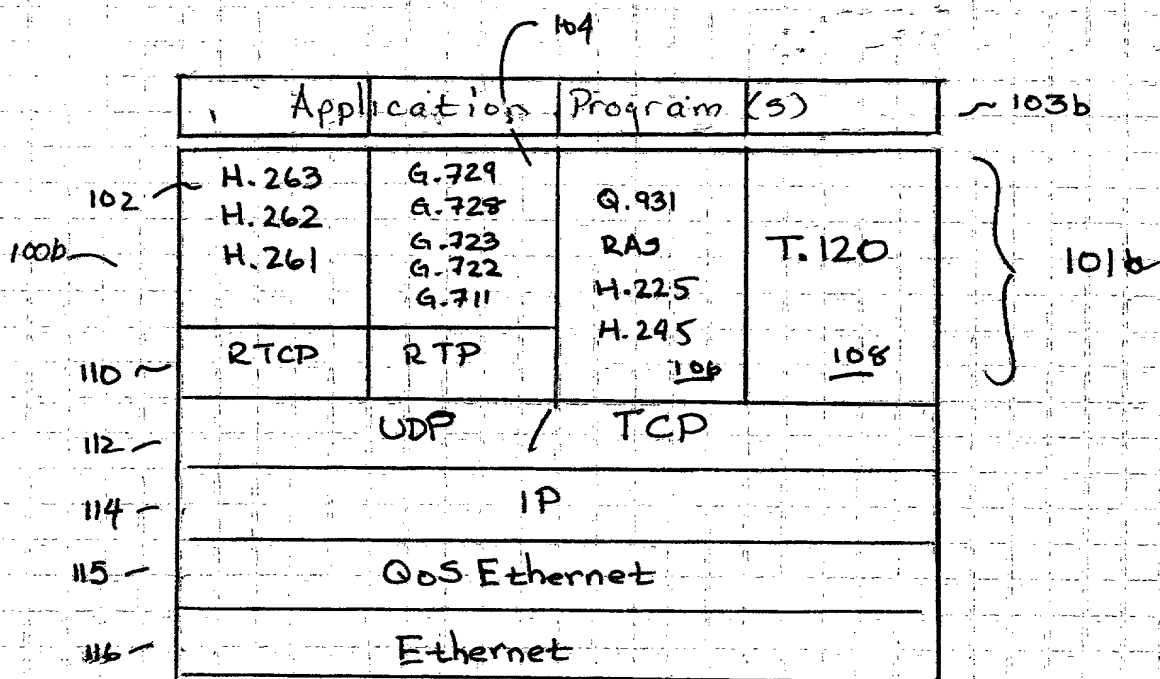 104
Application Program (s)
103b
102
H.263
H.262
H.261
G.729
G.728
G.723
G.722
G.711
Q.931
RAS
H.225
H.245
106
T.120
108
100b
101b
110
RTCP
RTP
112
UDP / TCP
114
IP
115
QoS Ethernet
116
Ethernet